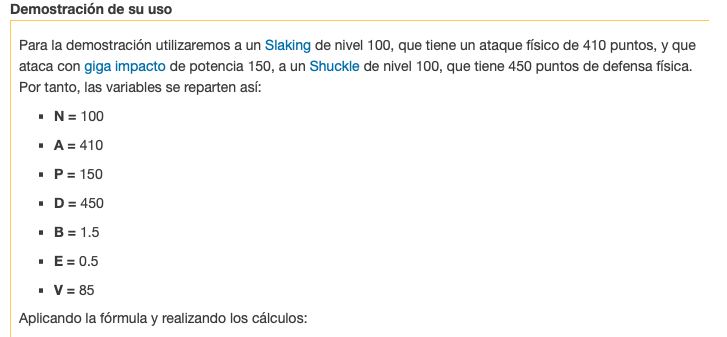 Demostración de su uso
Para la demostración utilizaremos a un Slaking de nivel 100, que tiene un ataque físico de 410 puntos, y que
ataca con giga impacto de potencia 150, a un Shuckle de nivel 100, que tiene 450 puntos de defensa física.
Por tanto, las variables se reparten así:
▪ N = 100
▪ A = 410
▪ P = 150
▪ D = 450
▪ B = 1.5
▪ E = 0.5
▪ V = 85
Aplicando la fórmula y realizando los cálculos: